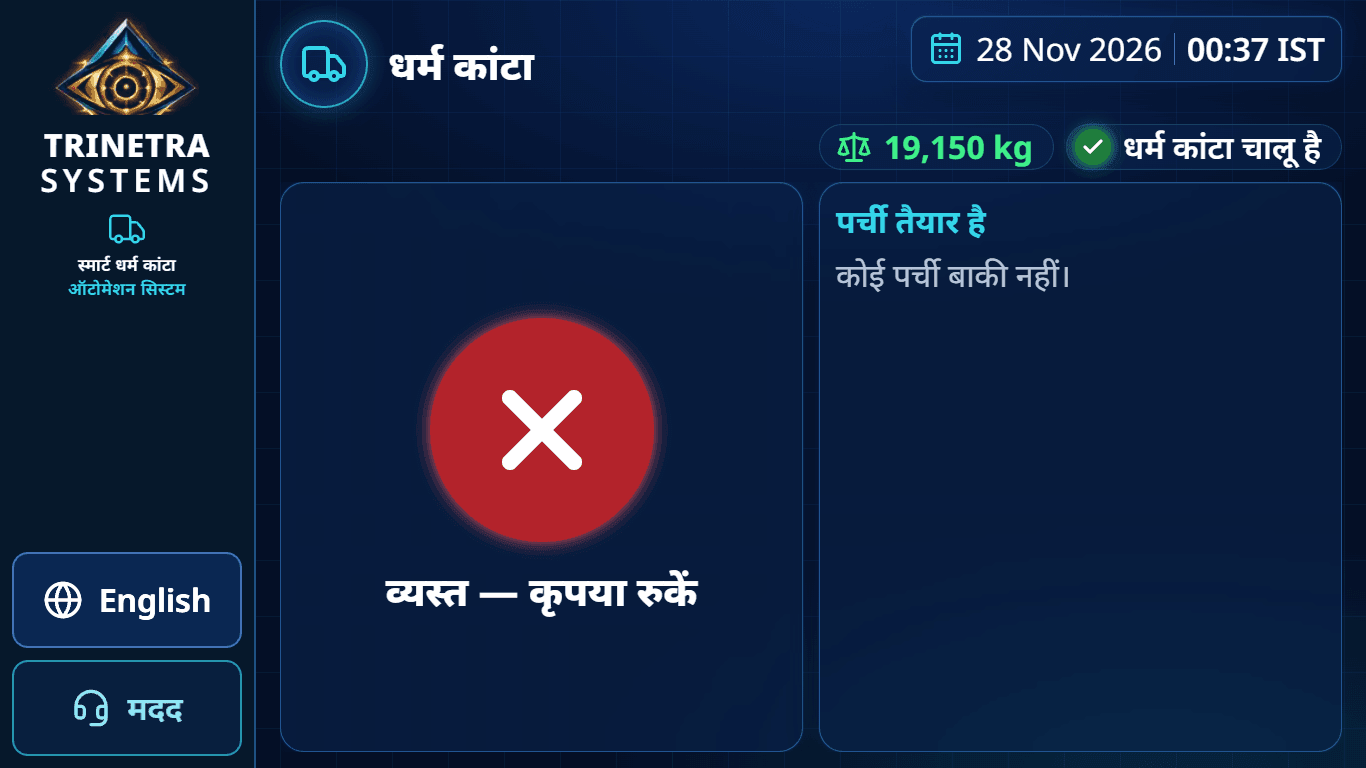 TRINETRA
SYSTEMS
स्मार्ट धर्म कांटा
ऑटोमेशन सिस्टम
English
मदद
धर्म कांटा
28 Nov 2026 00:37 IST
19,150 kg
धर्म कांटा चालू है
व्यस्त — कृपया रुकें
पर्ची तैयार है
कोई पर्ची बाकी नहीं।